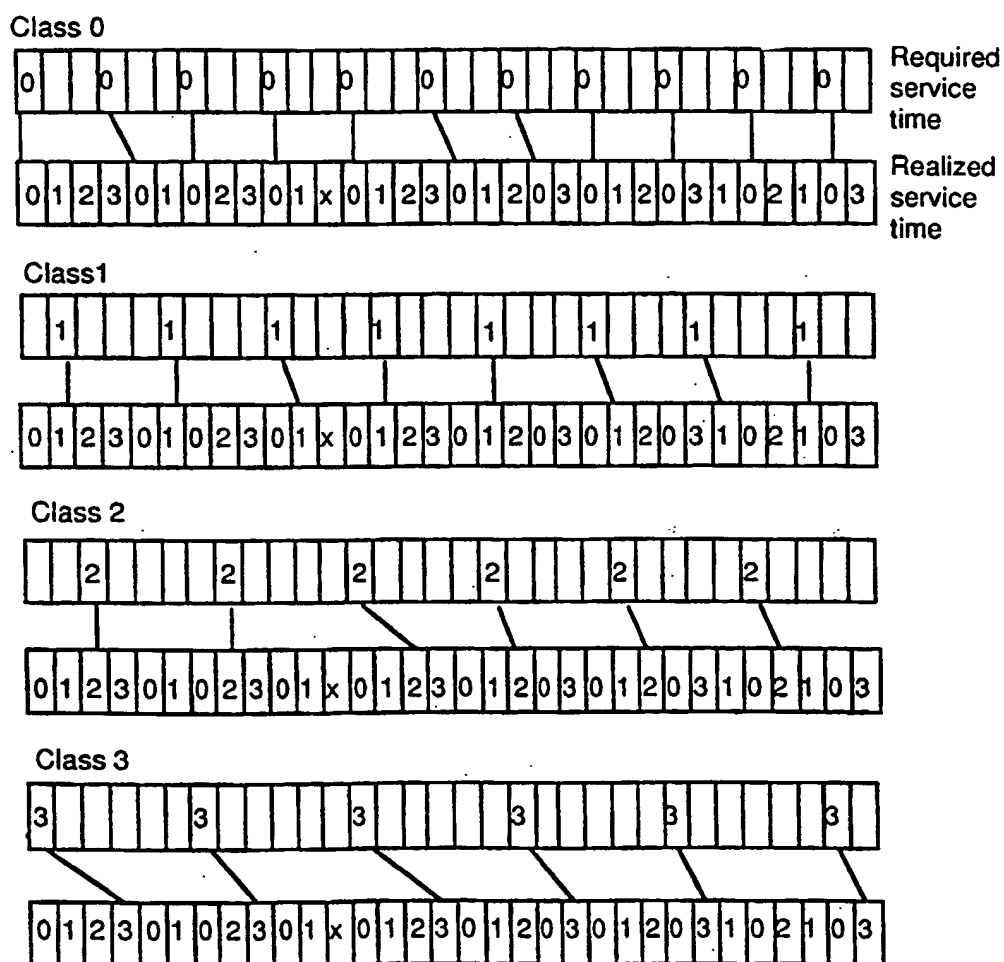 Class 0
0 0 0 0 0 0 0 0 0 0 0
Required
service
time
0 1 2 3 0 1 0 2 3 0 1 x 0 1 2 3 0 1 2 0 3 0 1 2 0 3 1 0 2 1 0 3
Realized
service
time
Class1
1 1 1 1 1 1 1 1
0 1 2 3 0 1 0 2 3 0 1 x 0 1 2 3 0 1 2 0 3 0 1 2 0 3 1 0 2 1 0 3
Class 2
2 2 2 2 2 2
0 1 2 3 0 1 0 2 3 0 1 x 0 1 2 3 0 1 2 0 3 0 1 2 0 3 1 0 2 1 0 3
Class 3
3 3 3 3 3 3
0 1 2 3 0 1 0 2 3 0 1 x 0 1 2 3 0 1 2 0 3 0 1 2 0 3 1 0 2 1 0 3